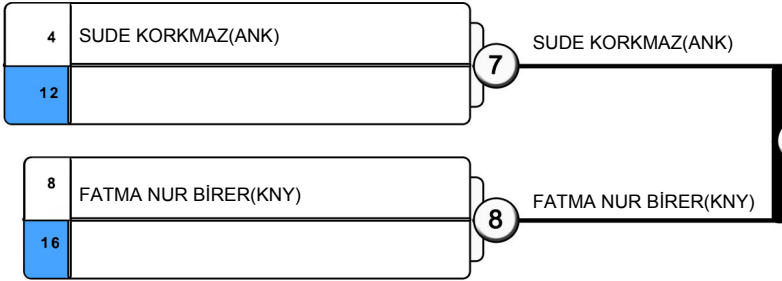 4 SUDE KORKMAZ(ANK)
7 SUDE KORKMAZ(ANK)
12
8 FATMA NUR BİRER(KNY)
8 FATMA NUR BİRER(KNY)
16